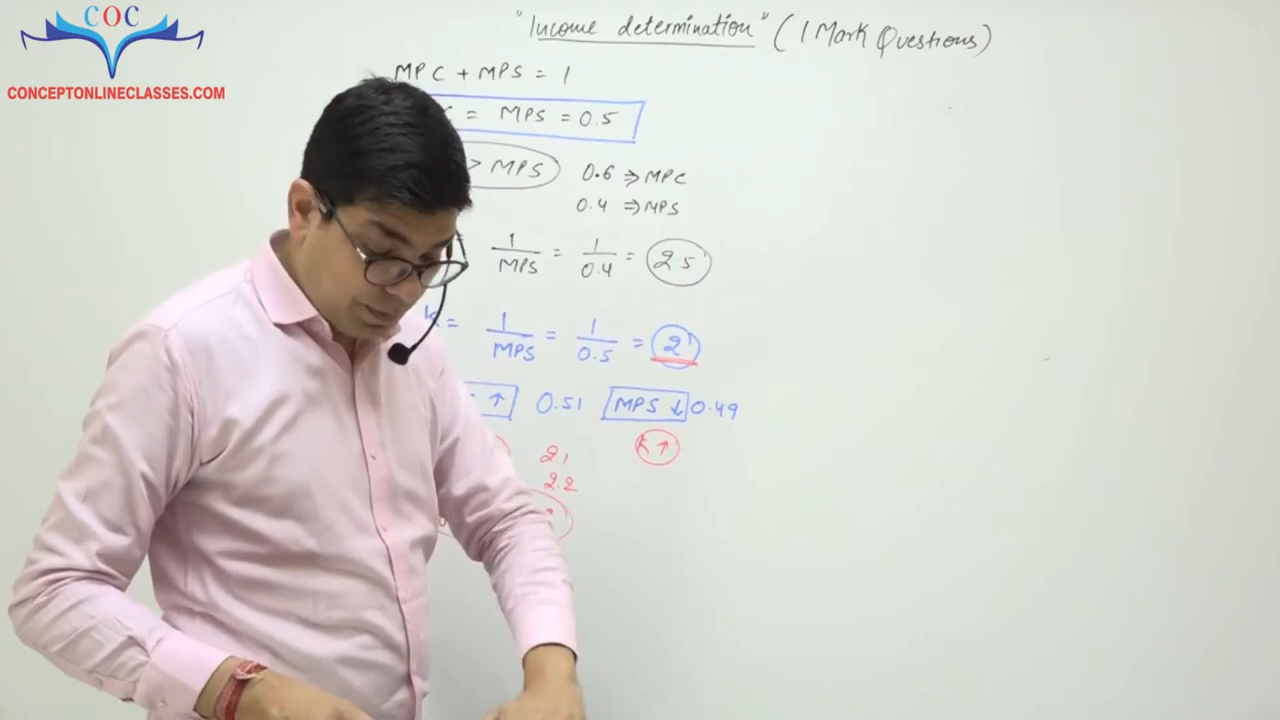 COC
CONCEPTONLINECLASSES.COM
"Income determination" (1 Mark Questions)
MPC + MPS = 1
= MPS = 0.5
> MPS 0.6 ⇒ MPC
0.4 ⇒ MPS
= 1/MPS = 1/0.4 = 2.5
K = 1/MPS = 1/0.5 = 2
↑ 0.51 MPS ↓ 0.49
2.1 K ↑
2.2